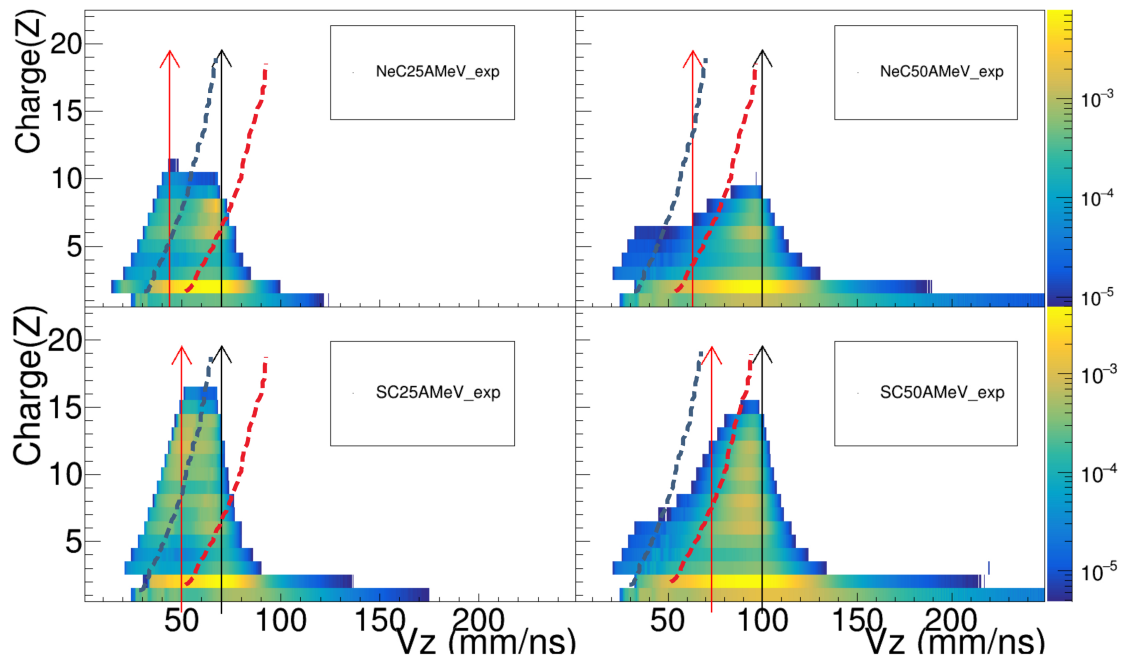 Charge(Z)
20
15
10
5
NeC25AMeV_exp
NeC50AMeV_exp
10⁻³
10⁻⁴
10⁻⁵
Charge(Z)
20
15
10
5
SC25AMeV_exp
SC50AMeV_exp
10⁻³
10⁻⁴
10⁻⁵
50 100 150 200
Vz (mm/ns)
50 100 150 200
Vz (mm/ns)